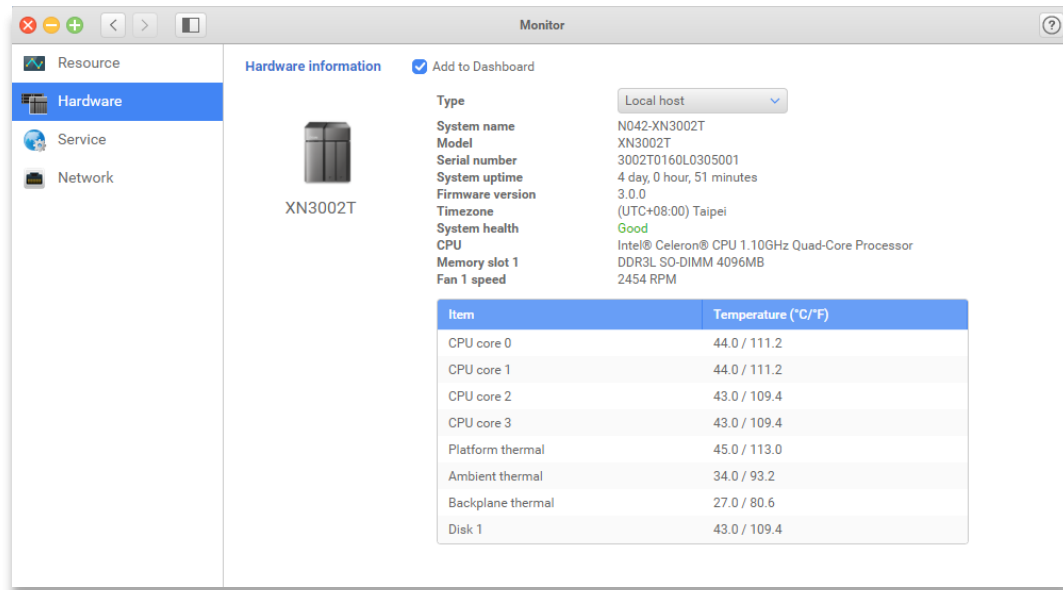 Monitor
?
Resource
Hardware
Service
Network
Hardware information
Add to Dashboard
XN3002T
Type Local host
System name N042-XN3002T
Model XN3002T
Serial number 3002T0160L0305001
System uptime 4 day, 0 hour, 51 minutes
Firmware version 3.0.0
Timezone (UTC+08:00) Taipei
System health Good
CPU Intel® Celeron® CPU 1.10GHz Quad-Core Processor
Memory slot 1 DDR3L SO-DIMM 4096MB
Fan 1 speed 2454 RPM
Item Temperature (°C/°F)
CPU core 0 44.0 / 111.2
CPU core 1 44.0 / 111.2
CPU core 2 43.0 / 109.4
CPU core 3 43.0 / 109.4
Platform thermal 45.0 / 113.0
Ambient thermal 34.0 / 93.2
Backplane thermal 27.0 / 80.6
Disk 1 43.0 / 109.4